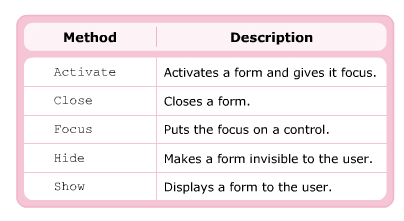 Method Description
Activate Activates a form and gives it focus.
Close Closes a form.
Focus Puts the focus on a control.
Hide Makes a form invisible to the user.
Show Displays a form to the user.